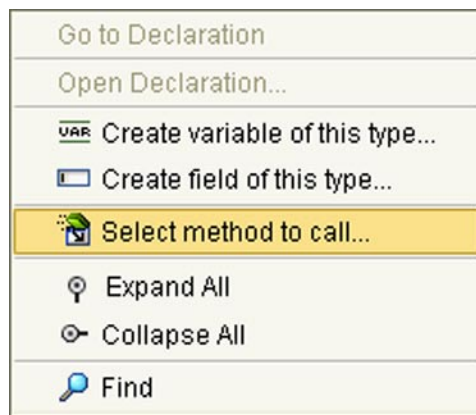 Go to Declaration
Open Declaration...
VAR Create variable of this type...
Create field of this type...
Select method to call...
Expand All
Collapse All
Find